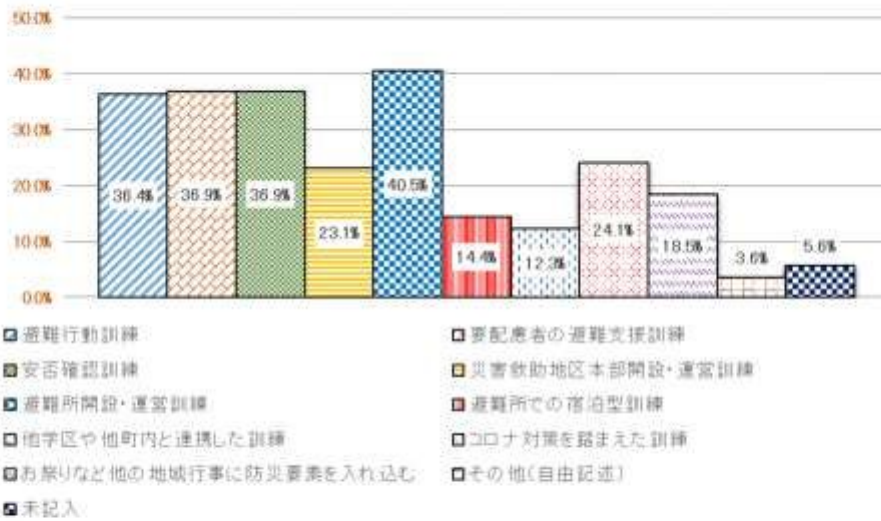 50.0%
40.0%
30.0%
20.0%
10.0%
0.0%
36.4%
36.9%
36.9%
23.1%
40.5%
14.4%
12.3%
24.1%
18.5%
3.6%
5.6%
避難行動訓練
要配慮者の避難支援訓練
安否確認訓練
災害救助地区本部開設・運営訓練
避難所開設・運営訓練
避難所での宿泊型訓練
他学区や他町内と連携した訓練
コロナ対策を踏まえた訓練
お祭りなど他の地域行事に防災要素を入れ込む
その他(自由記述)
未記入